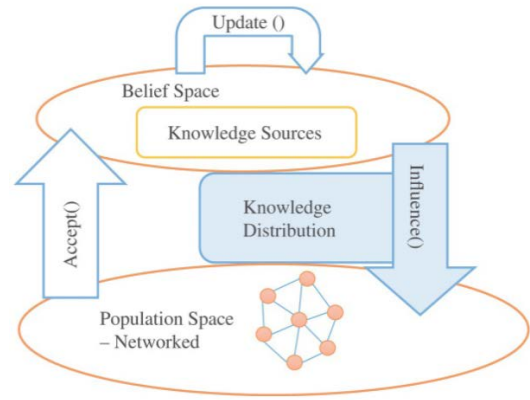 Update ()
Belief Space
Knowledge Sources
Accept()
Influence()
Knowledge
Distribution
Population Space
– Networked